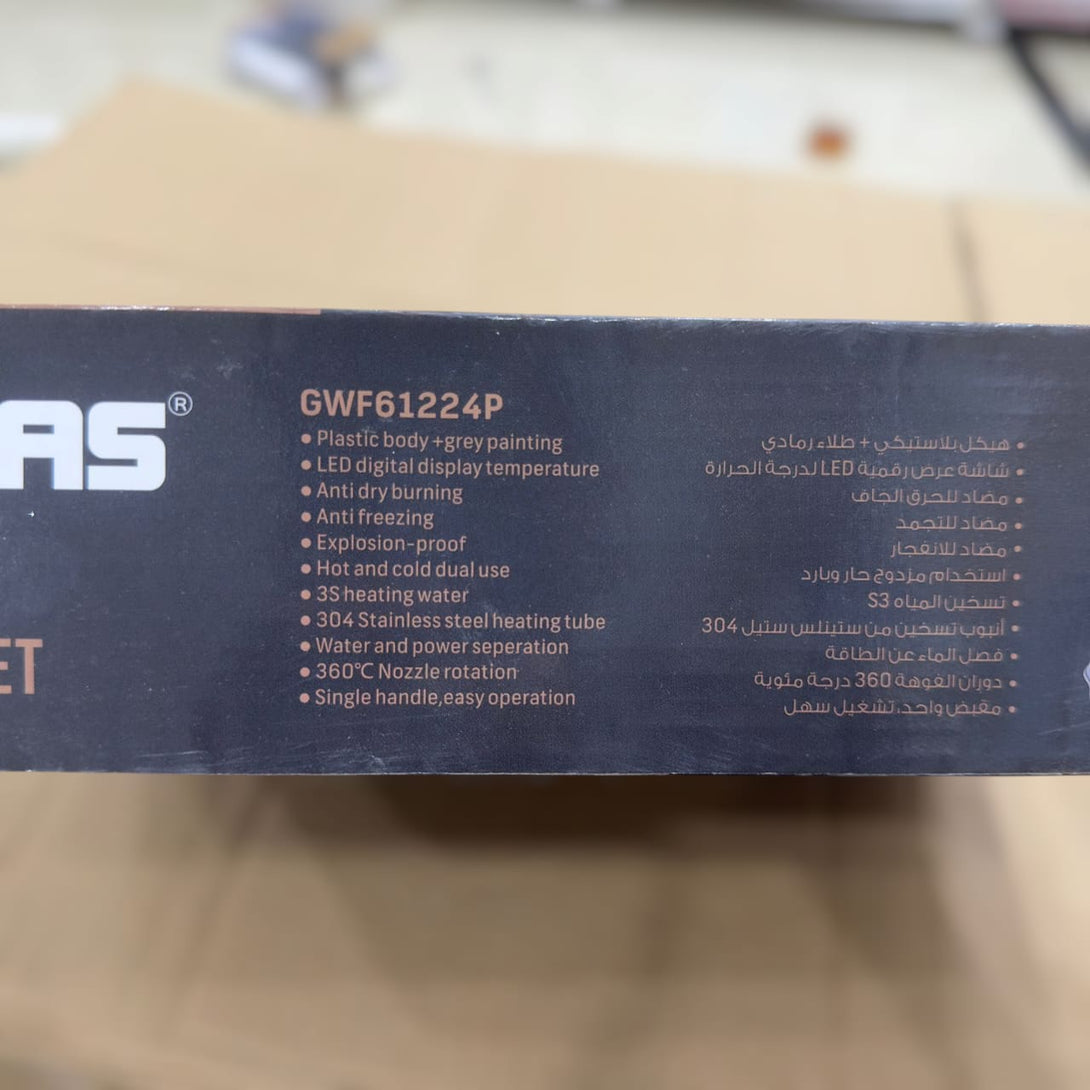 AS®
ET
GWF61224P
• Plastic body +grey painting
• LED digital display temperature
• Anti dry burning
• Anti freezing
• Explosion-proof
• Hot and cold dual use
• 3S heating water
• 304 Stainless steel heating tube
• Water and power seperation
• 360℃ Nozzle rotation
• Single handle,easy operation
• هيكل بلاستيكي + طلاء رمادي
• شاشة عرض رقمية LED لدرجة الحرارة
• مضاد للحرق الجاف
• مضاد للتجمد
• مضاد للانفجار
• استخدام مزدوج حار وبارد
• تسخين المياه S3
• أنبوب تسخين من ستينلس ستيل 304
• فصل الماء عن الطاقة
• دوران الفوهة 360 درجة مئوية
• مقبض واحد، تشغيل سهل